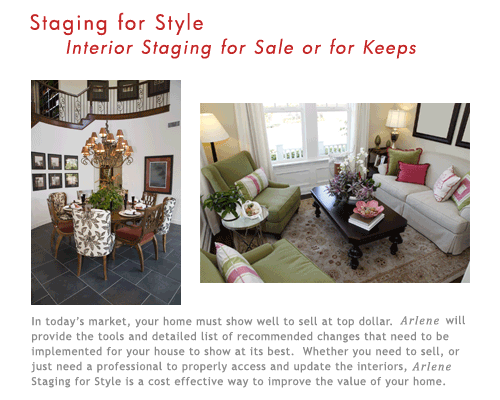 Staging for Style
Interior Staging for Sale or for Keeps
In today's market, your home must show well to sell at top dollar. Arlene will
provide the tools and detailed list of recommended changes that need to be
implemented for your house to show at its best. Whether you need to sell, or
just need a professional to properly access and update the interiors, Arlene
Staging for Style is a cost effective way to improve the value of your home.